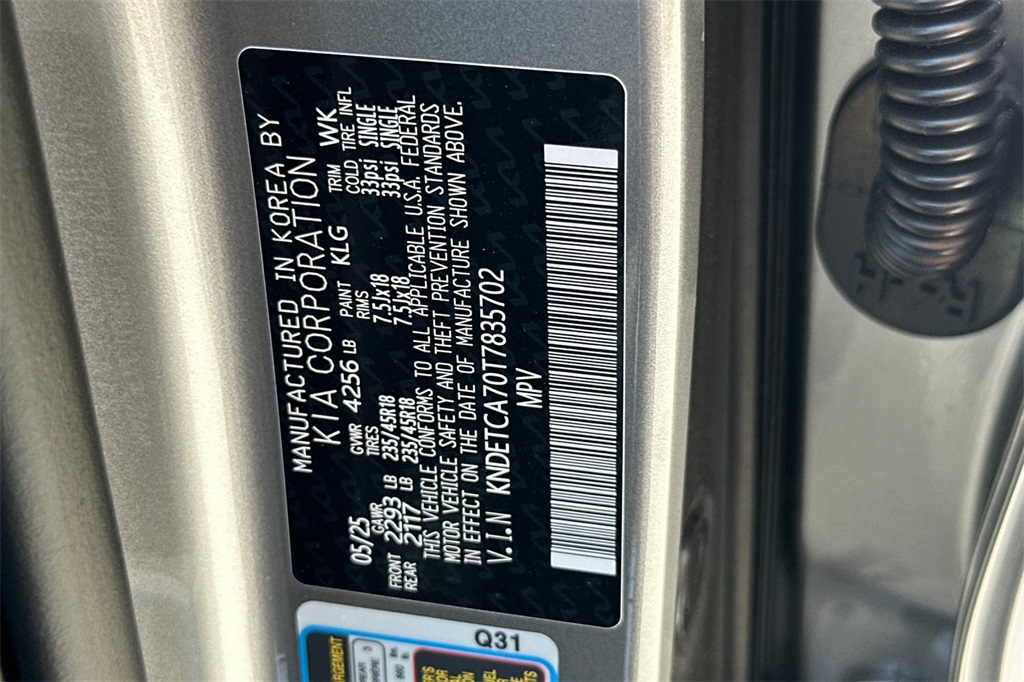 MANUFACTURED IN KOREA BY
KIA CORPORATION
05/25 GVWR 4256 LB PAINT KLG TRIM WK
GAWR TIRES RIMS COLD TIRE INFL
FRONT 2293 LB 235/45R18 7.5Jx18 33psi SINGLE
REAR 2117 LB 235/45R18 7.5Jx18 33psi SINGLE
THIS VEHICLE CONFORMS TO ALL APPLICABLE U.S.A. FEDERAL
MOTOR VEHICLE SAFETY AND THEFT PREVENTION STANDARDS
IN EFFECT ON THE DATE OF MANUFACTURE SHOWN ABOVE.
V.I.N KNDETCA70T7835702
MPV
Q31